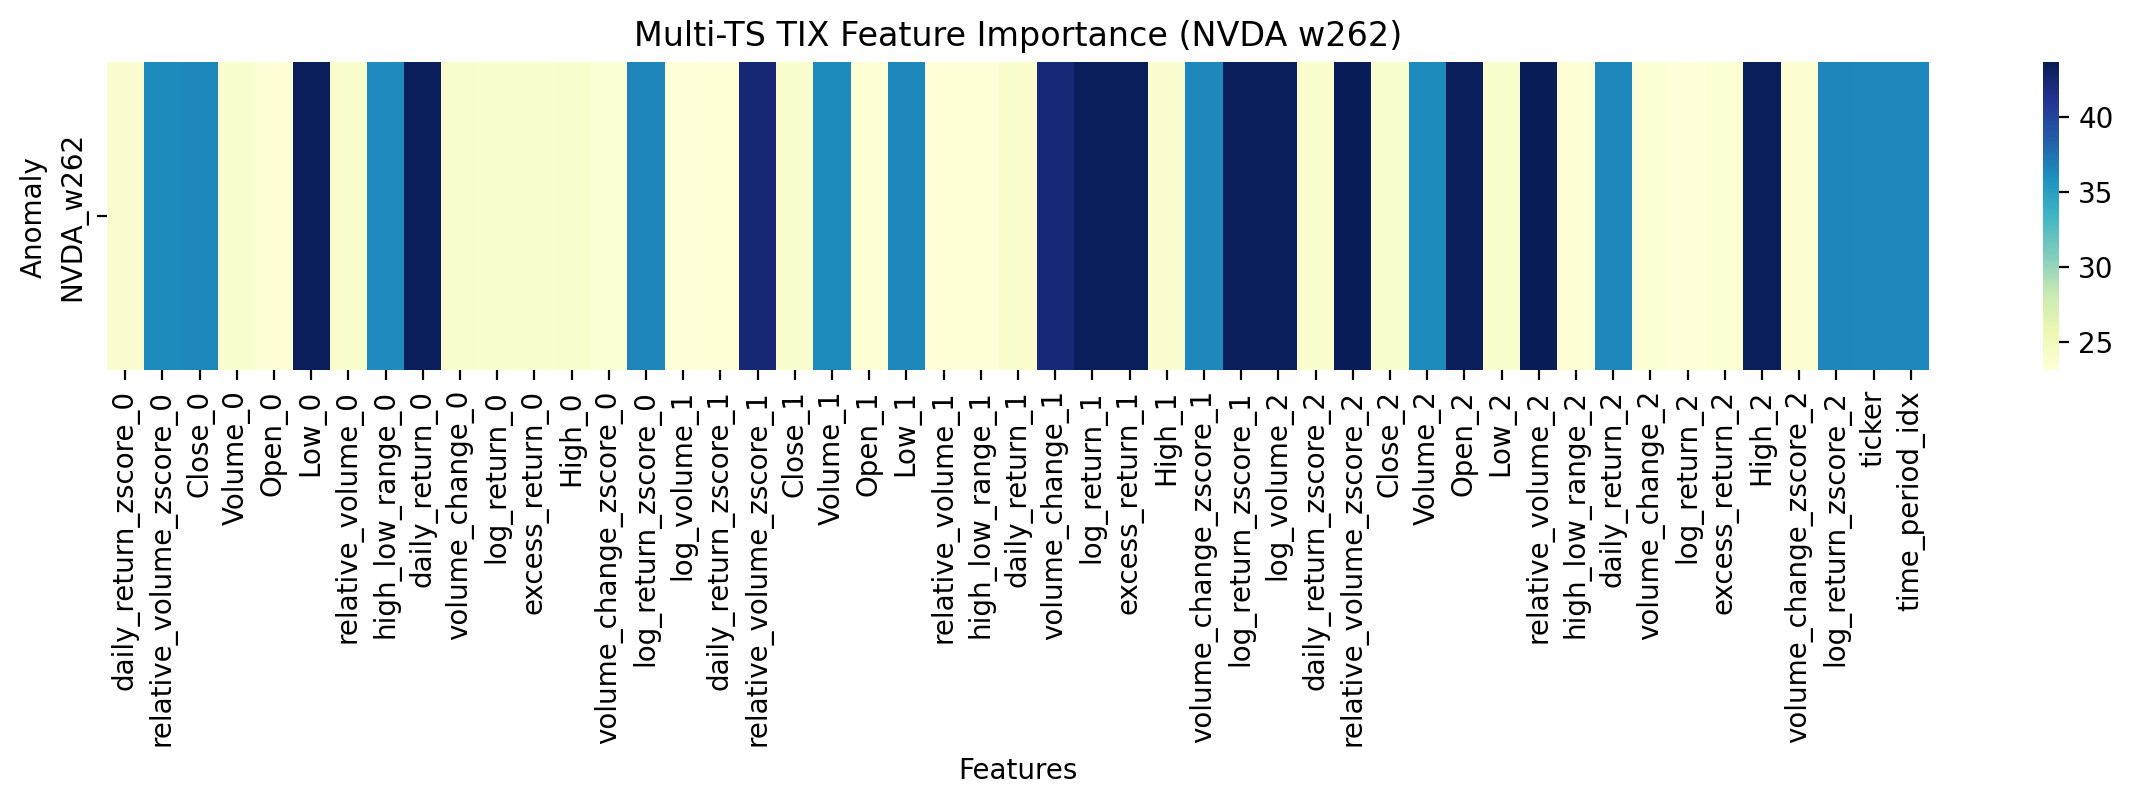 Multi-TS TIX Feature Importance (NVDA w262)
Anomaly
NVDA_w262
40
35
30
25
daily_return_zscore_0
relative_volume_zscore_0
Close_0
Volume_0
Open_0
Low_0
relative_volume_0
high_low_range_0
daily_return_0
volume_change_0
log_return_0
excess_return_0
High_0
volume_change_zscore_0
log_return_zscore_0
log_volume_1
daily_return_zscore_1
relative_volume_zscore_1
Close_1
Volume_1
Open_1
Low_1
relative_volume_1
high_low_range_1
daily_return_1
volume_change_1
log_return_1
excess_return_1
High_1
volume_change_zscore_1
log_return_zscore_1
log_volume_2
daily_return_zscore_2
relative_volume_zscore_2
Close_2
Volume_2
Open_2
Low_2
relative_volume_2
high_low_range_2
daily_return_2
volume_change_2
log_return_2
excess_return_2
High_2
volume_change_zscore_2
log_return_zscore_2
ticker
time_period_idx
Features